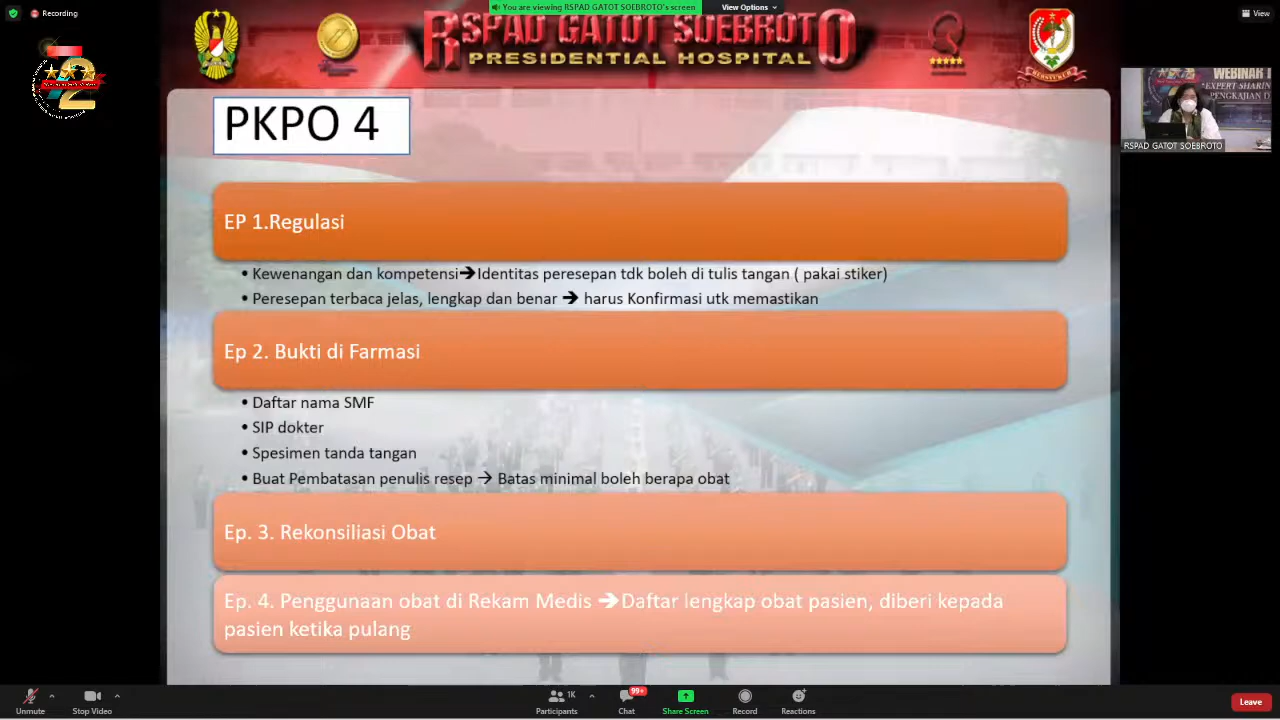 Recording
You are viewing RSPAD GATOT SOEBROTO's screen
View Options
View
RSPAD GATOT SOEBROTO
PRESIDENTIAL HOSPITAL
WEBINAR
"EXPERT-SHARIN
PENGKAJIAN D
RSPAD GATOT SOEBROTO
PKPO 4
EP 1.Regulasi
• Kewenangan dan kompetensi➔Identitas peresepan tdk boleh di tulis tangan ( pakai stiker)
• Peresepan terbaca jelas, lengkap dan benar ➔ harus Konfirmasi utk memastikan
Ep 2. Bukti di Farmasi
• Daftar nama SMF
• SIP dokter
• Spesimen tanda tangan
• Buat Pembatasan penulis resep → Batas minimal boleh berapa obat
Ep. 3. Rekonsiliasi Obat
Ep. 4. Penggunaan obat di Rekam Medis ➔Daftar lengkap obat pasien, diberi kepada
pasien ketika pulang
Unmute
Stop Video
1K
Participants
99+
Chat
Share Screen
Record
Reactions
Leave